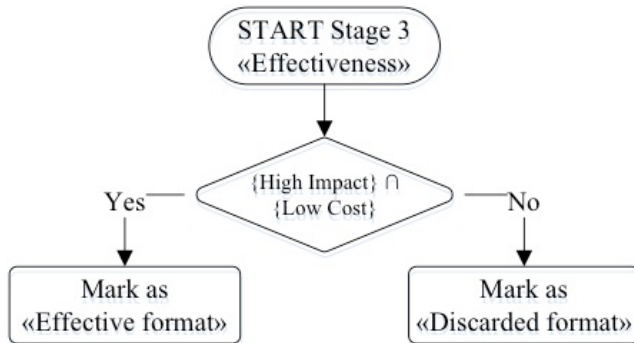 START Stage 3
«Effectiveness»
{High Impact} ∩
{Low Cost}
Yes
No
Mark as
«Effective format»
Mark as
«Discarded format»